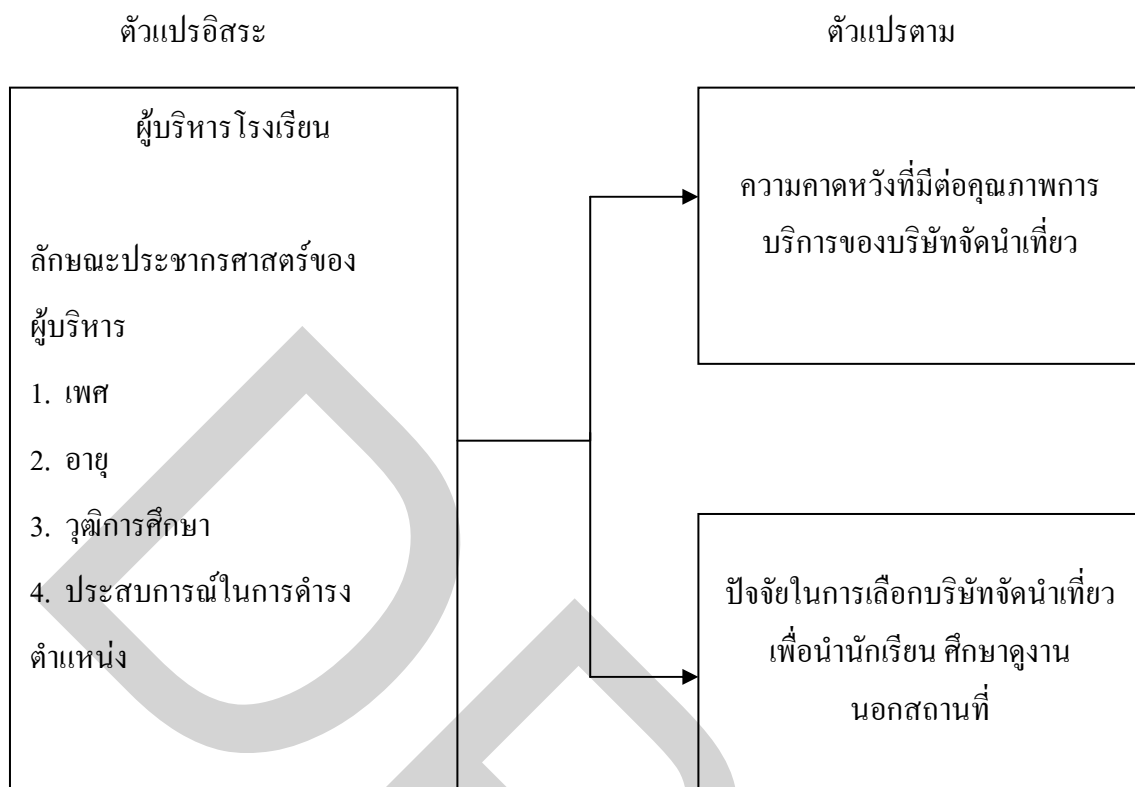 ตัวแปรอิสระ
ตัวแปรตาม
ผู้บริหารโรงเรียน
ลักษณะประชากรศาสตร์ของ
ผู้บริหาร
1. เพศ
2. อายุ
3. วุฒิการศึกษา
4. ประสบการณ์ในการดำรง
ตำแหน่ง
ความคาดหวังที่มีต่อคุณภาพการ
บริการของบริษัทจัดนำเที่ยว
ปัจจัยในการเลือกบริษัทจัดนำเที่ยว
เพื่อนำนักเรียน ศึกษาดูงาน
นอกสถานที่